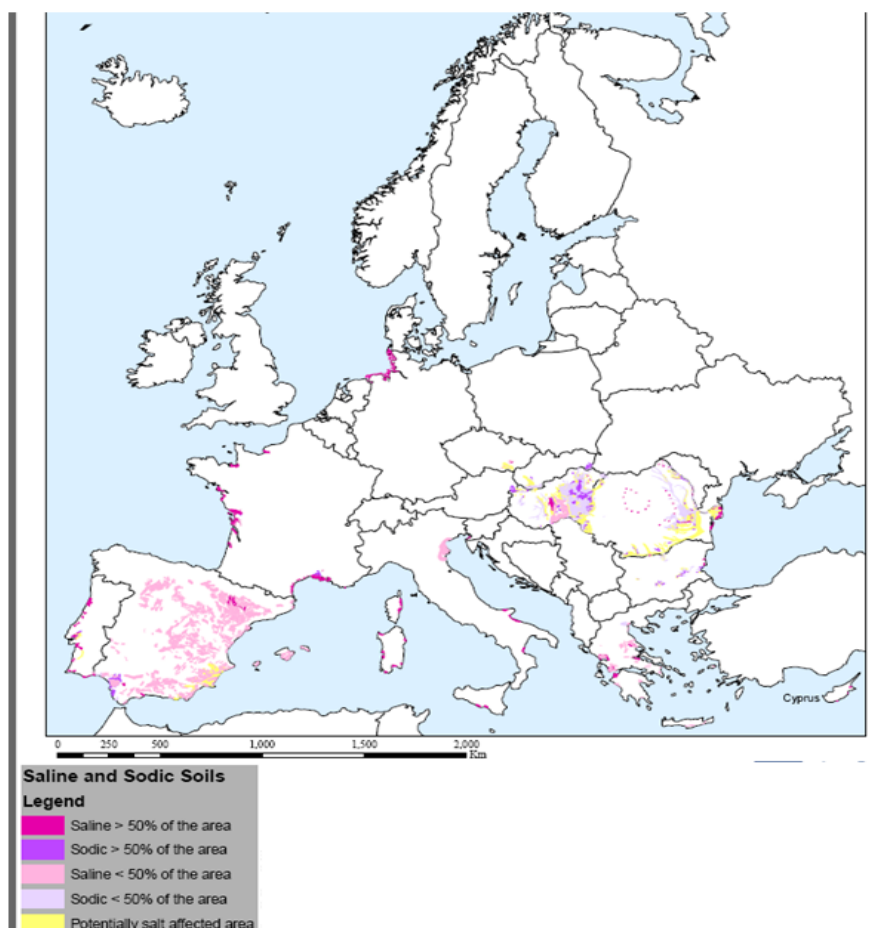 Cyprus
0 250 500 1,000 1,500 2,000
Km
Saline and Sodic Soils
Legend
Saline > 50% of the area
Sodic > 50% of the area
Saline < 50% of the area
Sodic < 50% of the area
Potentially salt affected area